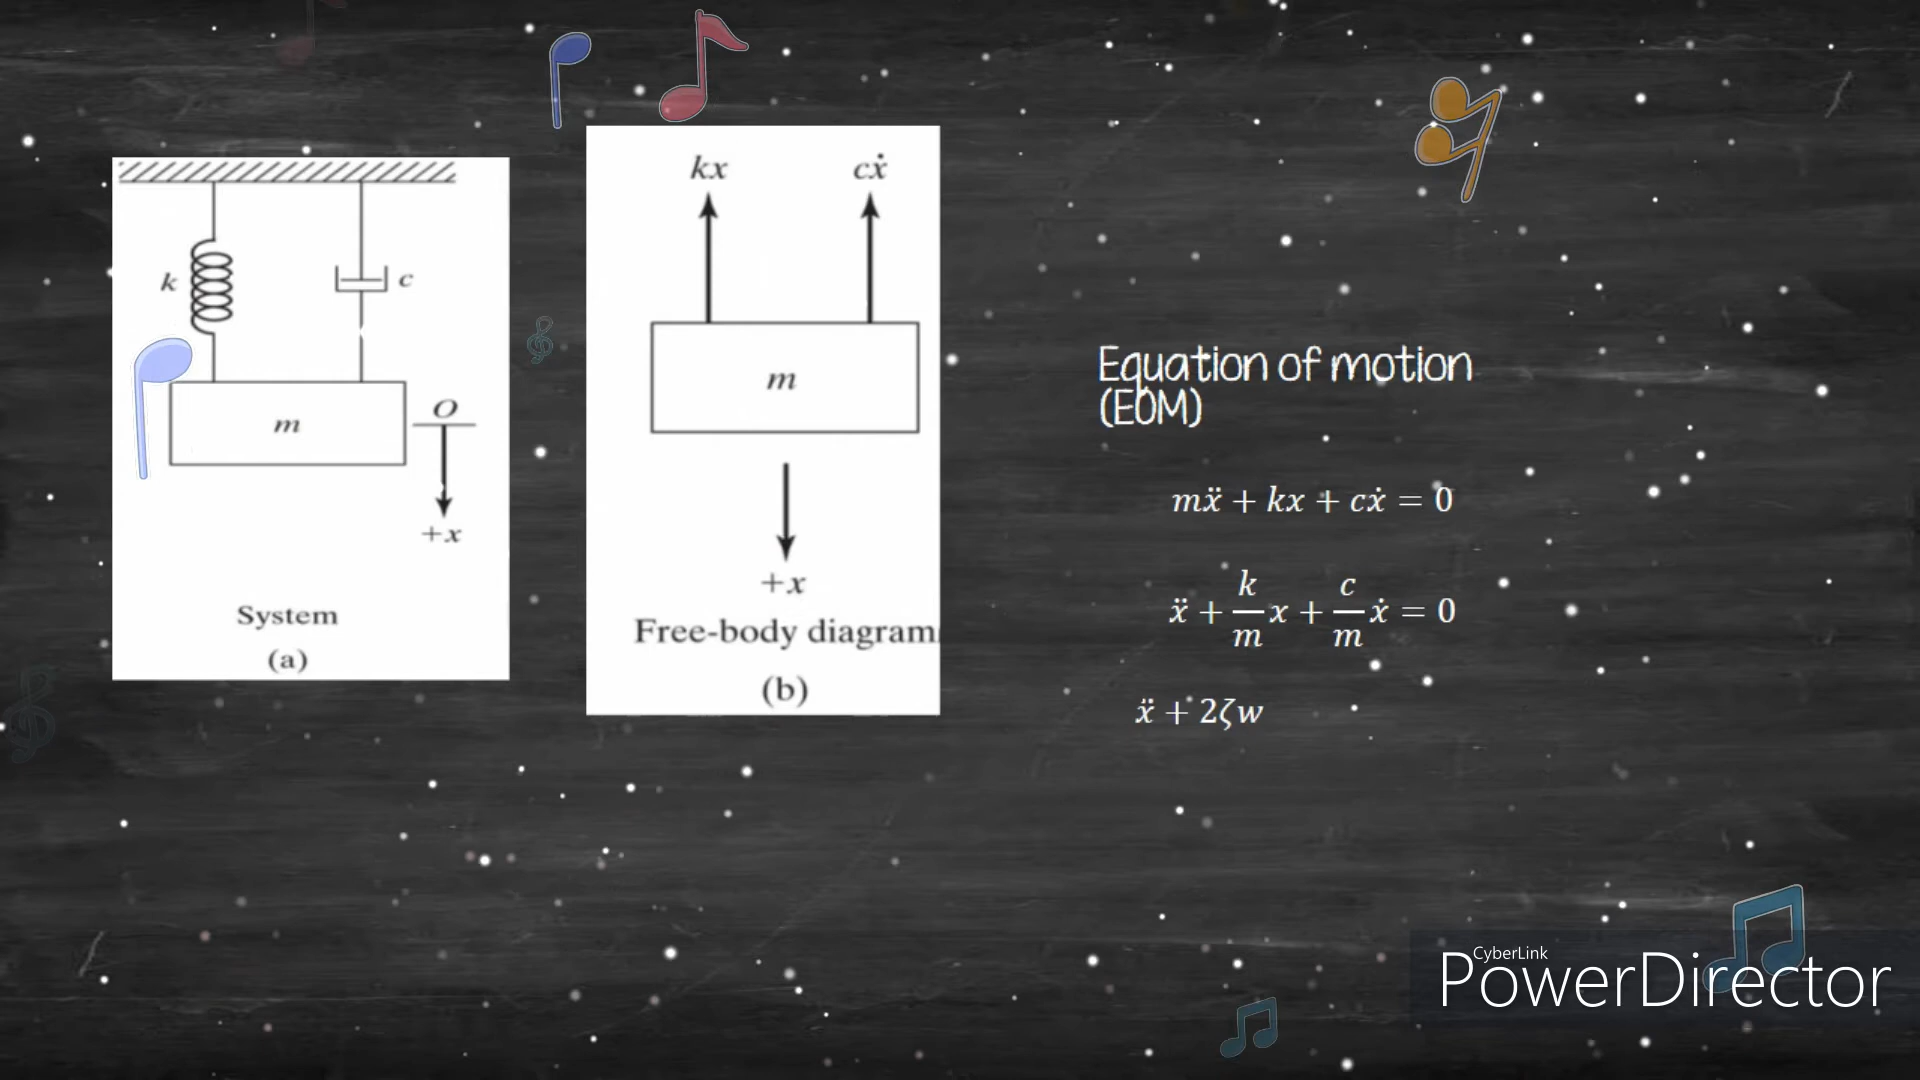 k
c
m
O
+x
System
(a)
kx
cẋ
m
+x
Free-body diagram
(b)
Equation of motion
(EOM)
mẍ + kx + cẋ = 0
ẍ + k/m x + c/m ẋ = 0
ẍ + 2ζw
CyberLink
PowerDirector